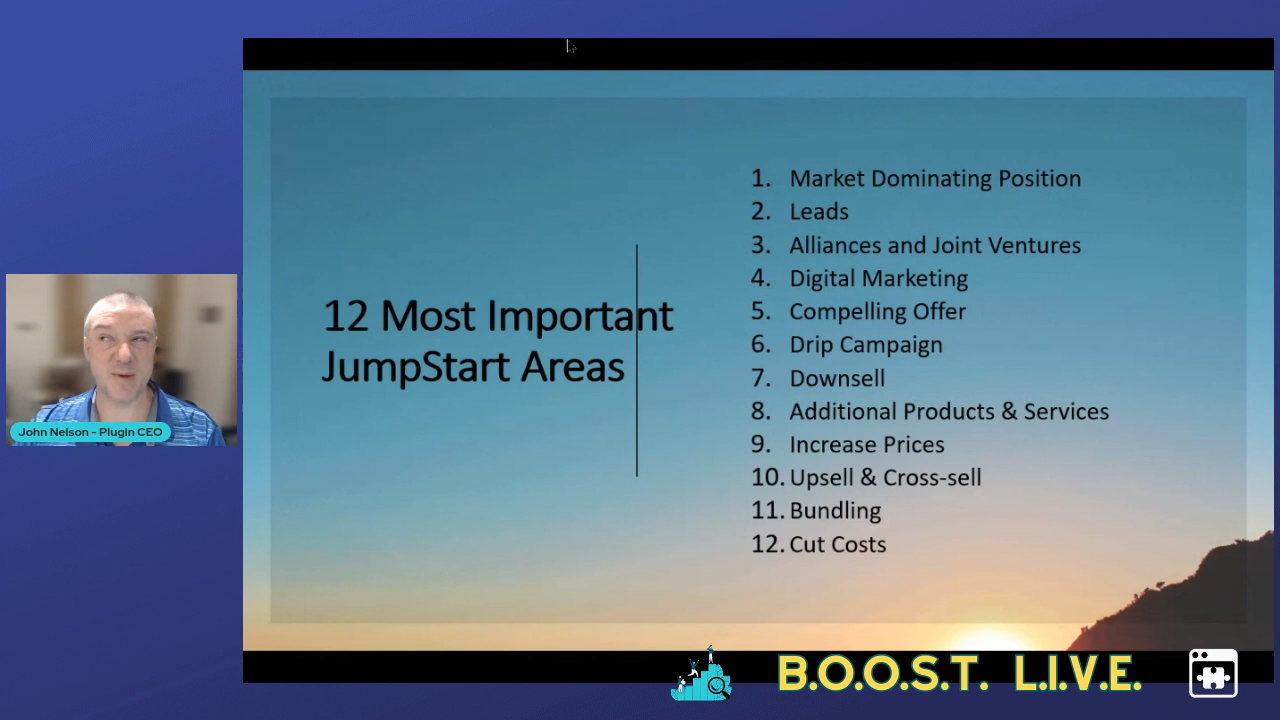 12 Most Important
JumpStart Areas
1. Market Dominating Position
2. Leads
3. Alliances and Joint Ventures
4. Digital Marketing
5. Compelling Offer
6. Drip Campaign
7. Downsell
8. Additional Products & Services
9. Increase Prices
10. Upsell & Cross-sell
11. Bundling
12. Cut Costs
John Nelson - Plugin CEO
B.O.O.S.T. L.I.V.E.